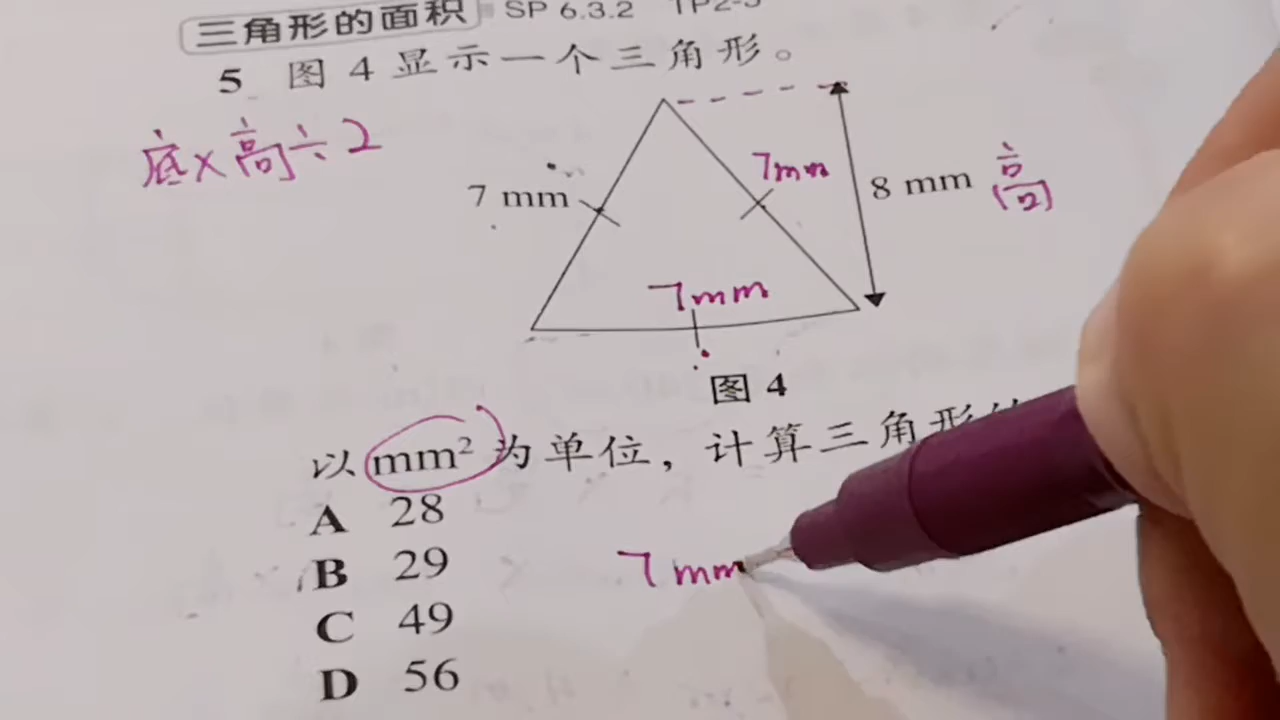 三角形的面积 SP 6.3.2
5 图 4 显示一个三角形。
底×高÷2
7 mm
7mm
8 mm 高
7mm
图 4
以 mm² 为单位，计算三角形
A 28
B 29
C 49
D 56
7 mm